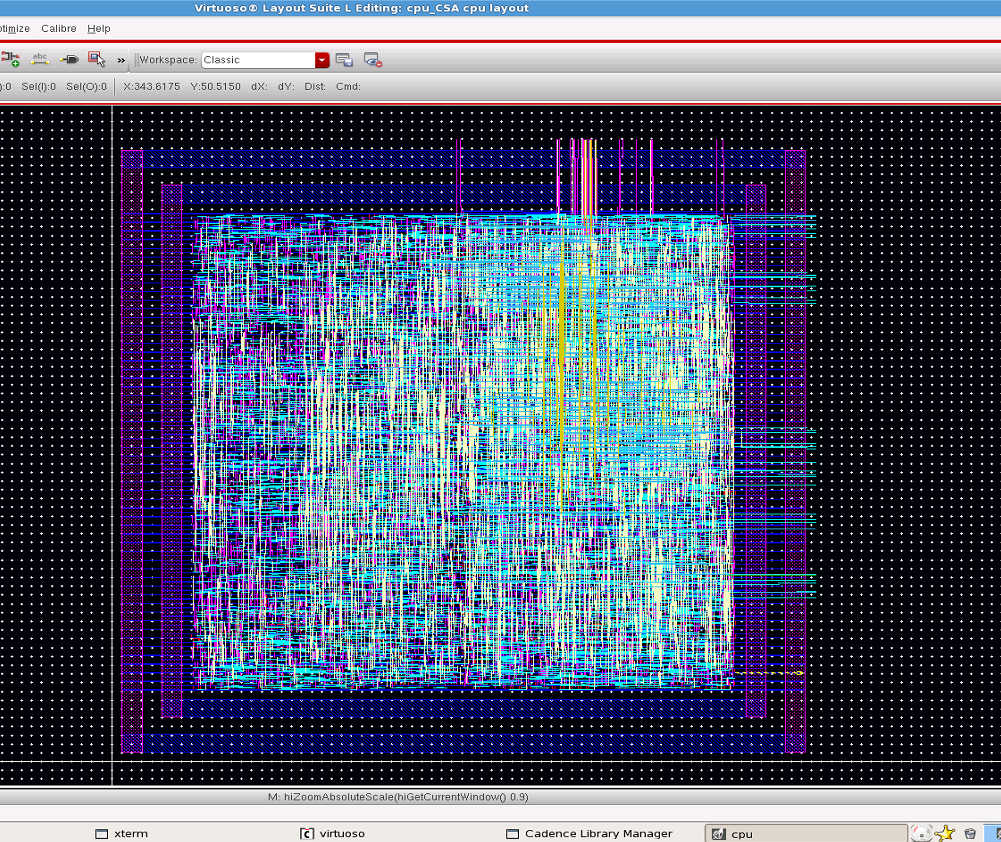 Virtuoso® Layout Suite L Editing: cpu_CSA cpu layout
otimize Calibre Help
abc » Workspace: Classic
):0 Sel(I):0 Sel(O):0 X:343.6175 Y:50.5150 dX: dY: Dist: Cmd:
M: hiZoomAbsoluteScale(hiGetCurrentWindow() 0.9)
xterm virtuoso Cadence Library Manager cpu